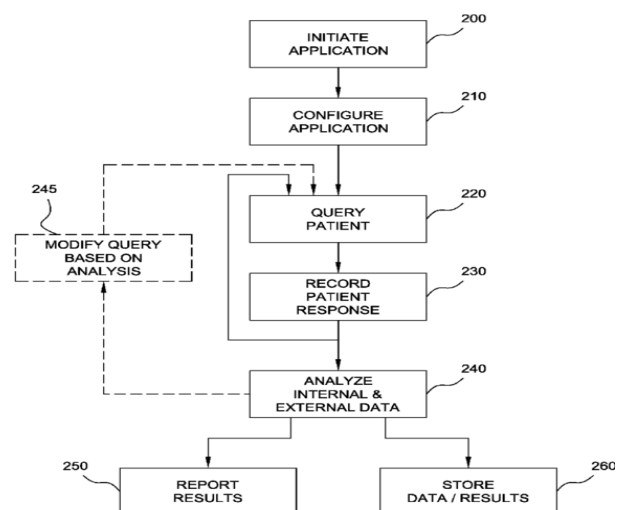 200
INITIATE
APPLICATION
210
CONFIGURE
APPLICATION
245
MODIFY QUERY
BASED ON
ANALYSIS
220
QUERY
PATIENT
230
RECORD
PATIENT
RESPONSE
240
ANALYZE
INTERNAL &
EXTERNAL DATA
250
REPORT
RESULTS
260
STORE
DATA / RESULTS